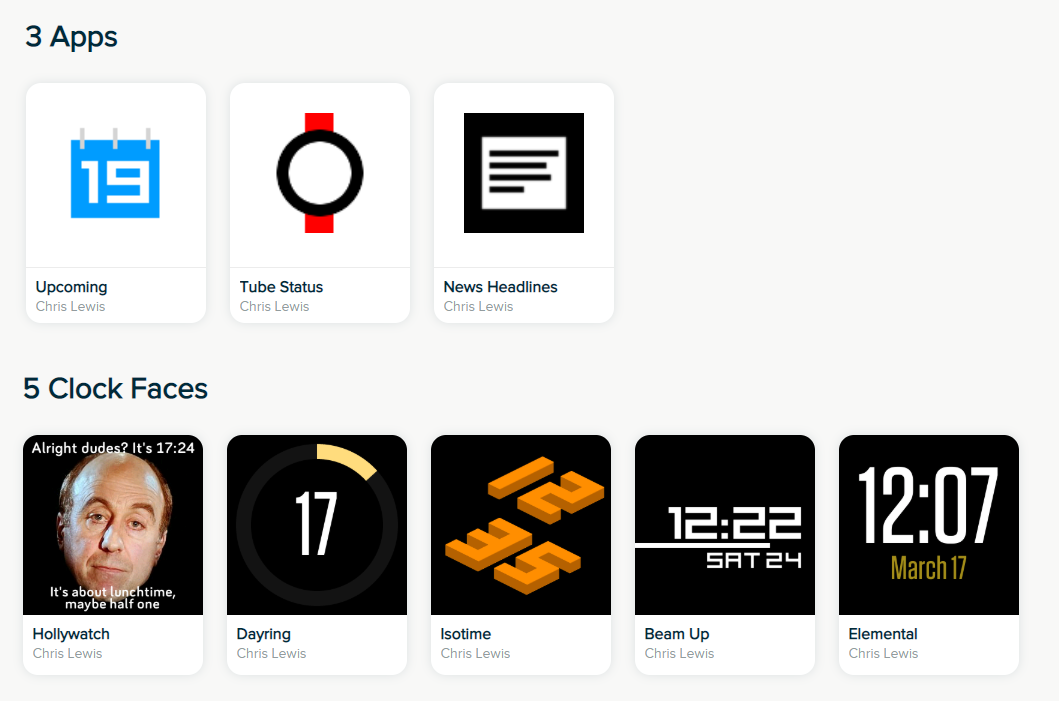 3 Apps
19
Upcoming
Chris Lewis
Tube Status
Chris Lewis
News Headlines
Chris Lewis
5 Clock Faces
Alright dudes? It's 17:24
It's about lunchtime,
maybe half one
Hollywatch
Chris Lewis
17
Dayring
Chris Lewis
12
35
Isotime
Chris Lewis
12:22
SAT 24
Beam Up
Chris Lewis
12:07
March 17
Elemental
Chris Lewis